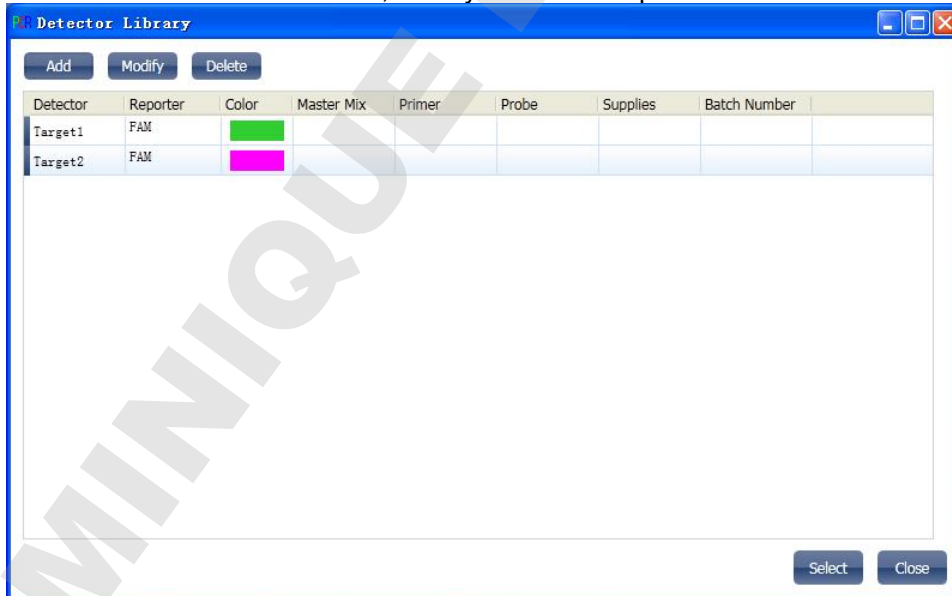 PCR Detector Library
Add Modify Delete
Detector Reporter Color Master Mix Primer Probe Supplies Batch Number
Target1 FAM
Target2 FAM
Select Close
MINIQUE